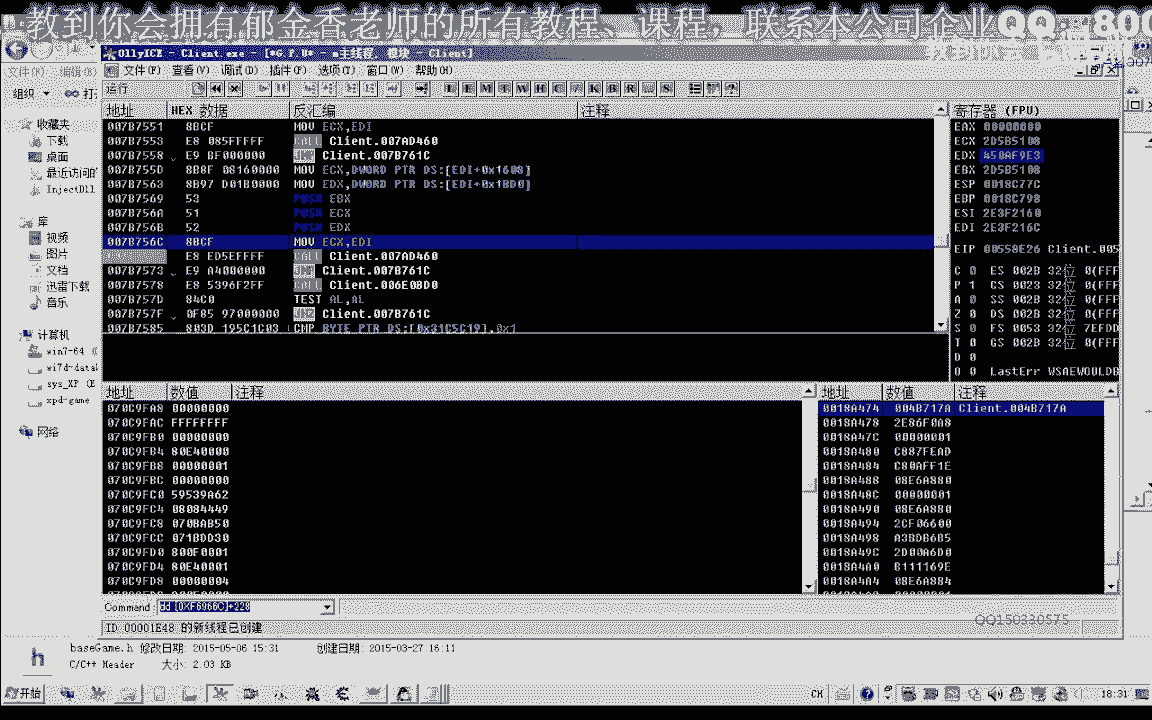 教到你会拥有郁金香老师的所有教程、课程，联系本公司企业QQ：800
OllyICE - Client.exe - [*G.P.U* - 主线程, 模块 - Client]
文件(F) 查看(V) 调试(D) 插件(P) 选项(T) 窗口(W) 帮助(H)
运行
组织
收藏夹
下载
桌面
最近访问的
InjectDll
库
视频
图片
文档
迅雷下载
音乐
计算机
win7-64
wi7d-datal
sys_XP (E
xpd-game
网络
地址 HEX 数据 反汇编 注释
007B7551 8BCF MOV ECX,EDI
007B7553 E8 085FFFFF CALL Client.007AD460
007B7558 E9 BF000000 JMP Client.007B761C
007B755D 8B8F 08160000 MOV ECX,DWORD PTR DS:[EDI+0x1608]
007B7563 8B97 D01B0000 MOV EDX,DWORD PTR DS:[EDI+0x1BD0]
007B7569 53 PUSH EBX
007B756A 51 PUSH ECX
007B756B 52 PUSH EDX
007B756C 8BCF MOV ECX,EDI
E8 ED5EFFFF CALL Client.007AD460
007B7573 E9 A4000000 JMP Client.007B761C
007B7578 E8 5396F2FF CALL Client.006E0BD0
007B757D 84C0 TEST AL,AL
007B757F 0F85 97000000 JNZ Client.007B761C
007B7585 803D 195C1C03 CMP BYTE PTR DS:[0x31C5C19],0x1
寄存器 (FPU)
EAX 00000000
ECX 2D5B5108
EDX 450AF9E3
EBX 2D5B5108
ESP 0018C77C
EBP 0018C798
ESI 2E3F2160
EDI 2E3F216C
EIP 00558E26 Client.005
C 0 ES 002B 32位 0(FFF
P 1 CS 0023 32位 0(FFF
A 0 SS 002B 32位 0(FFF
Z 0 DS 002B 32位 0(FFF
S 0 FS 0053 32位 7EFDD
T 0 GS 002B 32位 0(FFF
D 0
O 0 LastErr WSAEWOULDB
地址 数值 注释
070C9FA8 00000000
070C9FAC FFFFFFFF
070C9FB0 00000000
070C9FB4 80E40000
070C9FB8 00000001
070C9FBC 00000000
070C9FC0 59539A62
070C9FC4 08084449
070C9FC8 070BAB50
070C9FCC 071BDD30
070C9FD0 800F0001
070C9FD4 80E40001
070C9FD8 00000004
地址 数值 注释
0018A474 004B717A Client.004B717A
0018A478 2E86F0A8
0018A47C 00000001
0018A480 C887FEAD
0018A484 C80AFF1E
0018A488 08E6A880
0018A48C 00000001
0018A490 08E6A880
0018A494 2CF06600
0018A498 A3BDB6B5
0018A49C 2D00A6D0
0018A4A0 8111169E
0018A4A4 08E6A884
Command: dd [0XF6966C]+228
ID 00001E48 的新线程已创建
QQ150330575
baseGame.h 修改日期: 2015-05-06 15:31 创建日期: 2015-03-27 16:11
C/C++ Header 大小: 2.03 KB
开始 CH 18:31